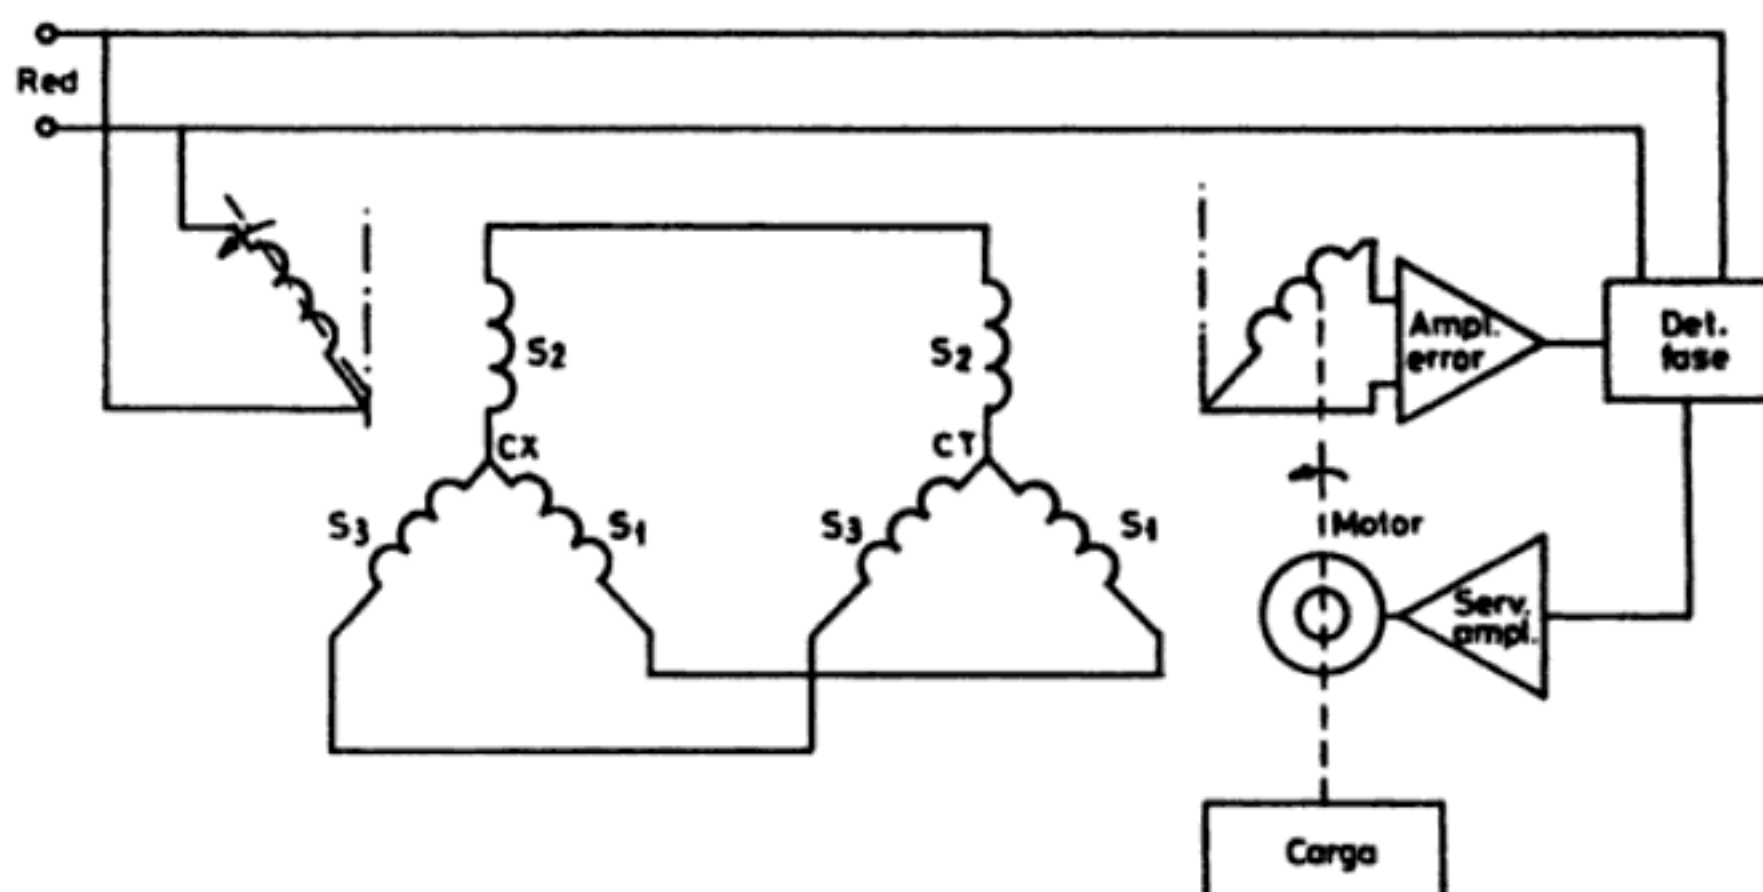 Red
S2
S2
Ampl.
error
Det.
fase
CX
CT
S3
S1
S3
S1
Motor
Serv.
ampl.
Carga